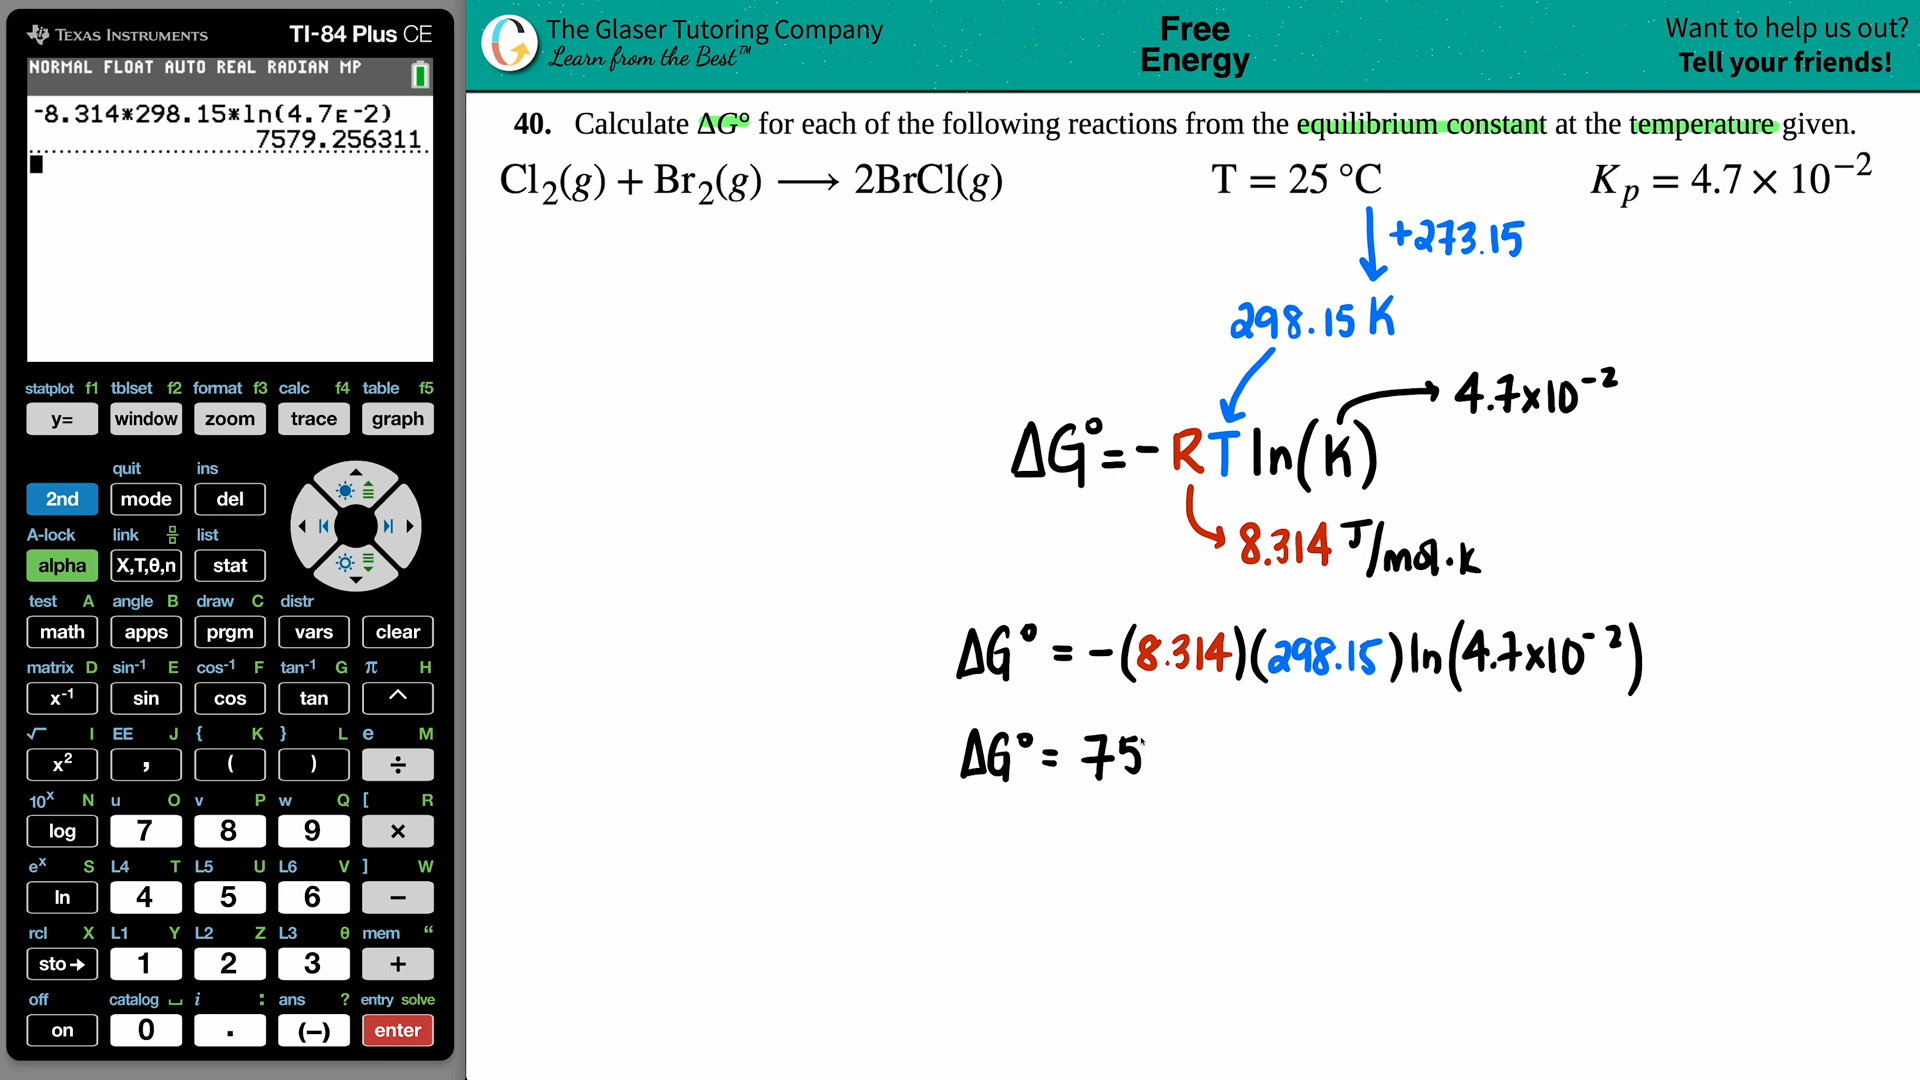 TEXAS INSTRUMENTS TI-84 Plus CE
NORMAL FLOAT AUTO REAL RADIAN MP
-8.314*298.15*ln(4.7ᴇ-2)
7579.256311
statplot f1 tblset f2 format f3 calc f4 table f5
y= window zoom trace graph
quit ins
2nd mode del
A-lock link list
alpha X,T,θ,n stat
test A angle B draw C distr
math apps prgm vars clear
matrix D sin⁻¹ E cos⁻¹ F tan⁻¹ G π H
x⁻¹ sin cos tan ^
√ I EE J { K } L e M
x² , ( ) ÷
10ˣ N u O v P w Q [ R
log 7 8 9 ×
eˣ S L4 T L5 U L6 V ] W
ln 4 5 6 −
rcl X L1 Y L2 Z L3 θ mem “
sto→ 1 2 3 +
off catalog ⎵ i : ans ? entry solve
on 0 . (−) enter
The Glaser Tutoring Company
Learn from the Best™
Free
Energy
Want to help us out?
Tell your friends!
40. Calculate ΔG° for each of the following reactions from the equilibrium constant at the temperature given.
Cl₂(g) + Br₂(g) ⟶ 2BrCl(g) T = 25 °C Kₚ = 4.7 × 10⁻²
+273.15
298.15 K
4.7x10⁻²
ΔG° = - RT ln(K)
8.314 J/mol·K
ΔG° = -(8.314)(298.15)ln(4.7x10⁻²)
ΔG° = 75